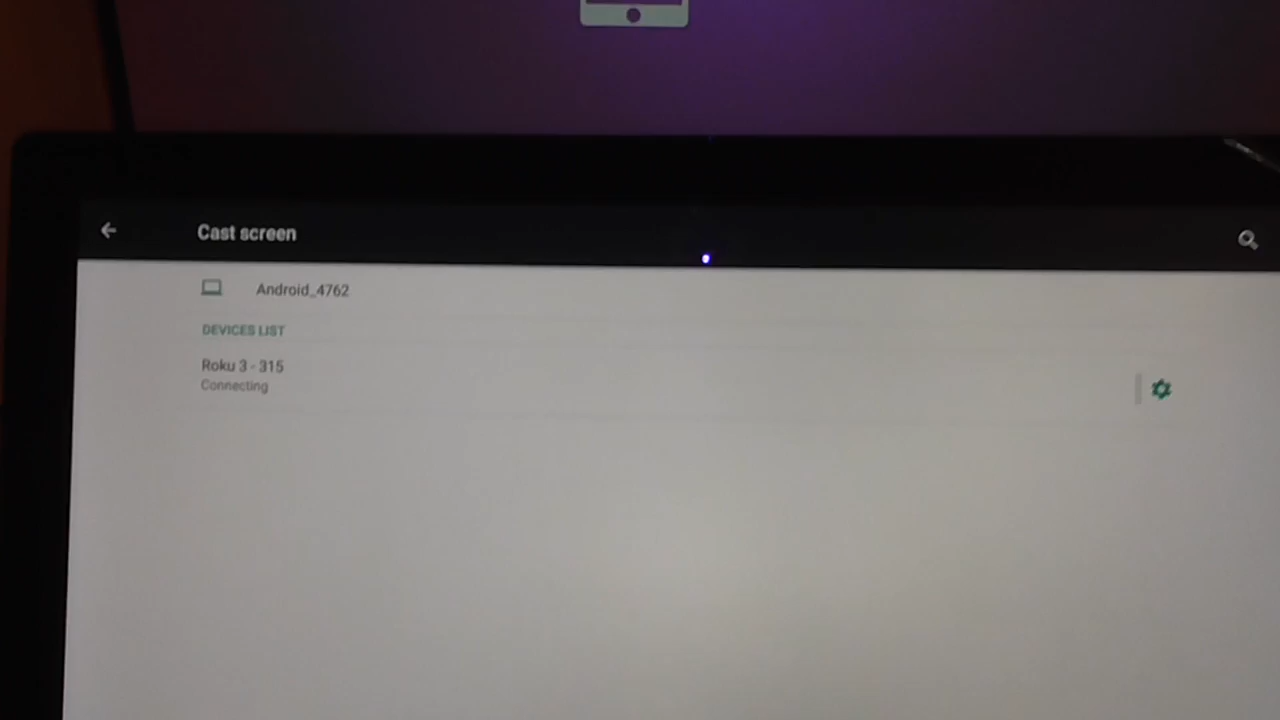 Cast screen
Android_4762
DEVICES LIST
Roku 3 - 315
Connecting